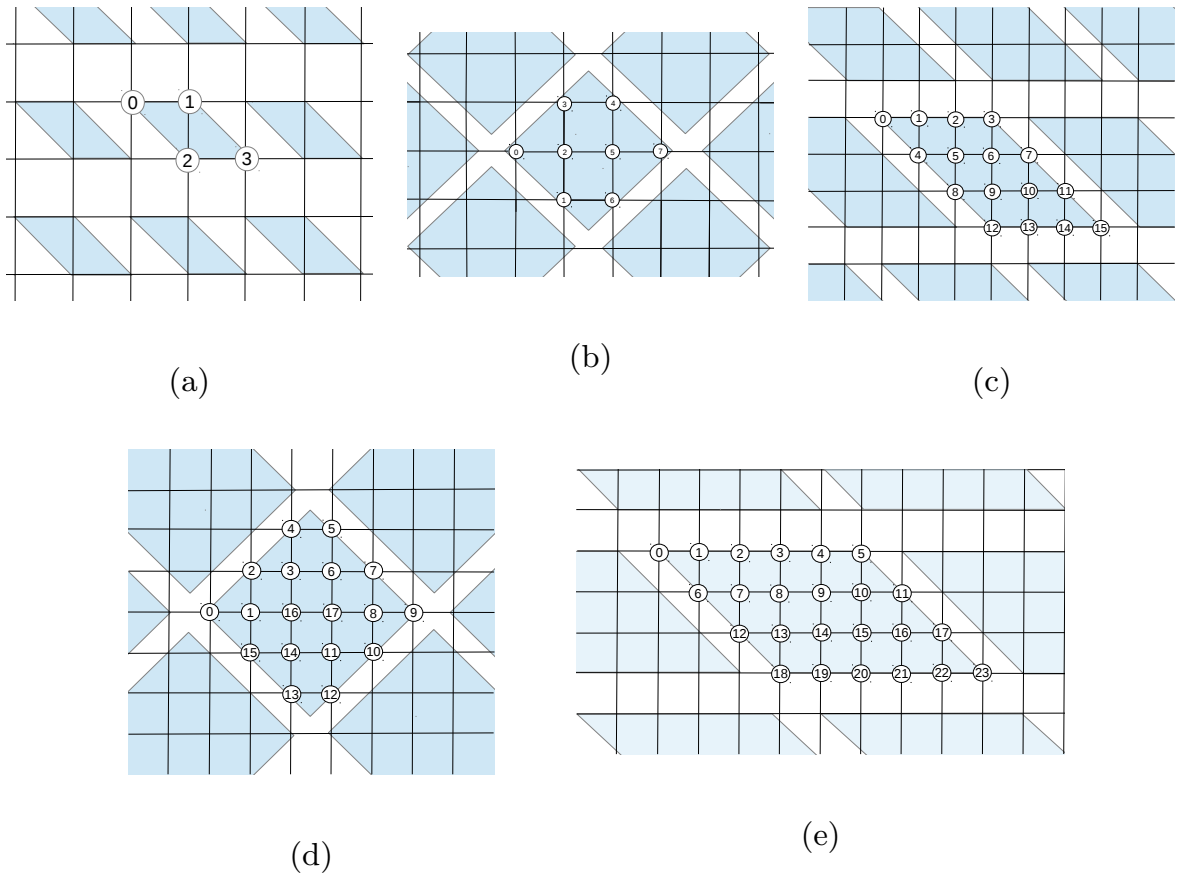 0 1
2 3
(a)
3 4
0 2 5 7
1 6
(b)
0 1 2 3
4 5 6 7
8 9 10 11
12 13 14 15
(c)
4 5
2 3 6 7
0 1 16 17 8 9
15 14 11 10
13 12
(d)
0 1 2 3 4 5
6 7 8 9 10 11
12 13 14 15 16 17
18 19 20 21 22 23
(e)